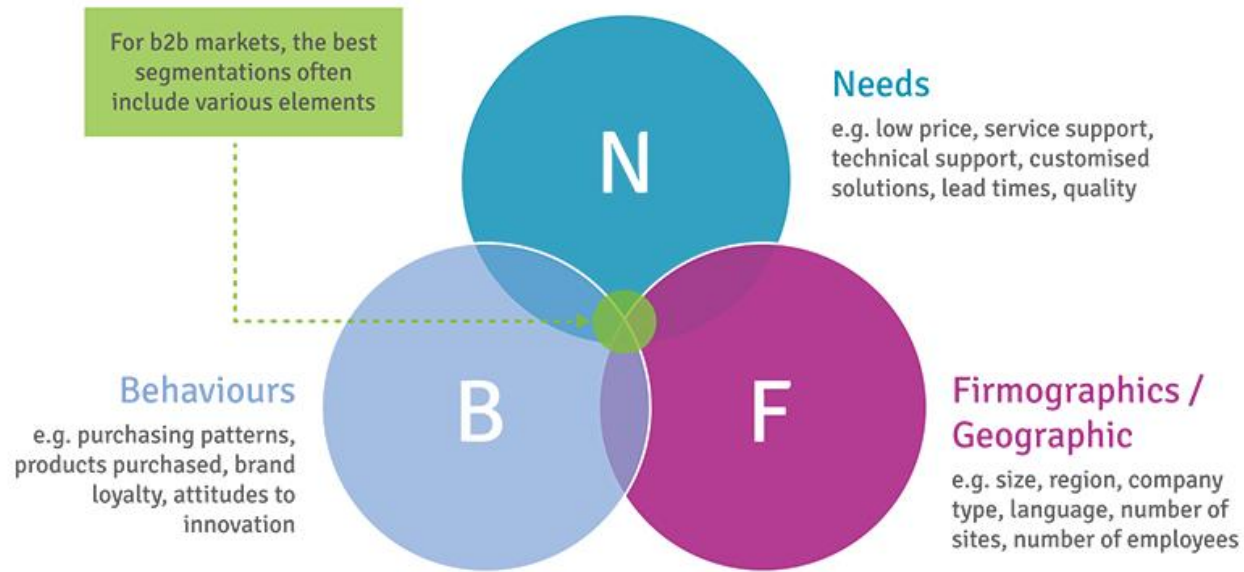 For b2b markets, the best
segmentations often
include various elements
N
Needs
e.g. low price, service support,
technical support, customised
solutions, lead times, quality
Behaviours
e.g. purchasing patterns,
products purchased, brand
loyalty, attitudes to
innovation
B
F
Firmographics /
Geographic
e.g. size, region, company
type, language, number of
sites, number of employees